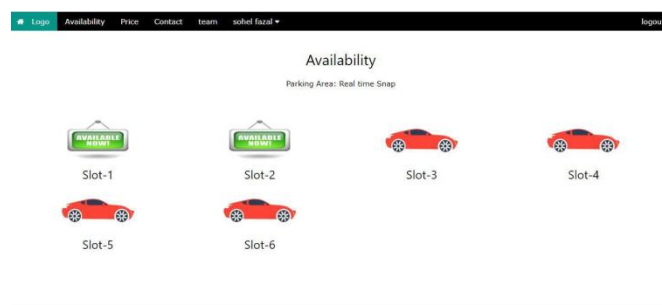 Logo Availability Price Contact team sohel fazal logou
Availability
Parking Area: Real time Snap
AVAILABLE NOW! AVAILABLE NOW!
Slot-1 Slot-2 Slot-3 Slot-4
Slot-5 Slot-6